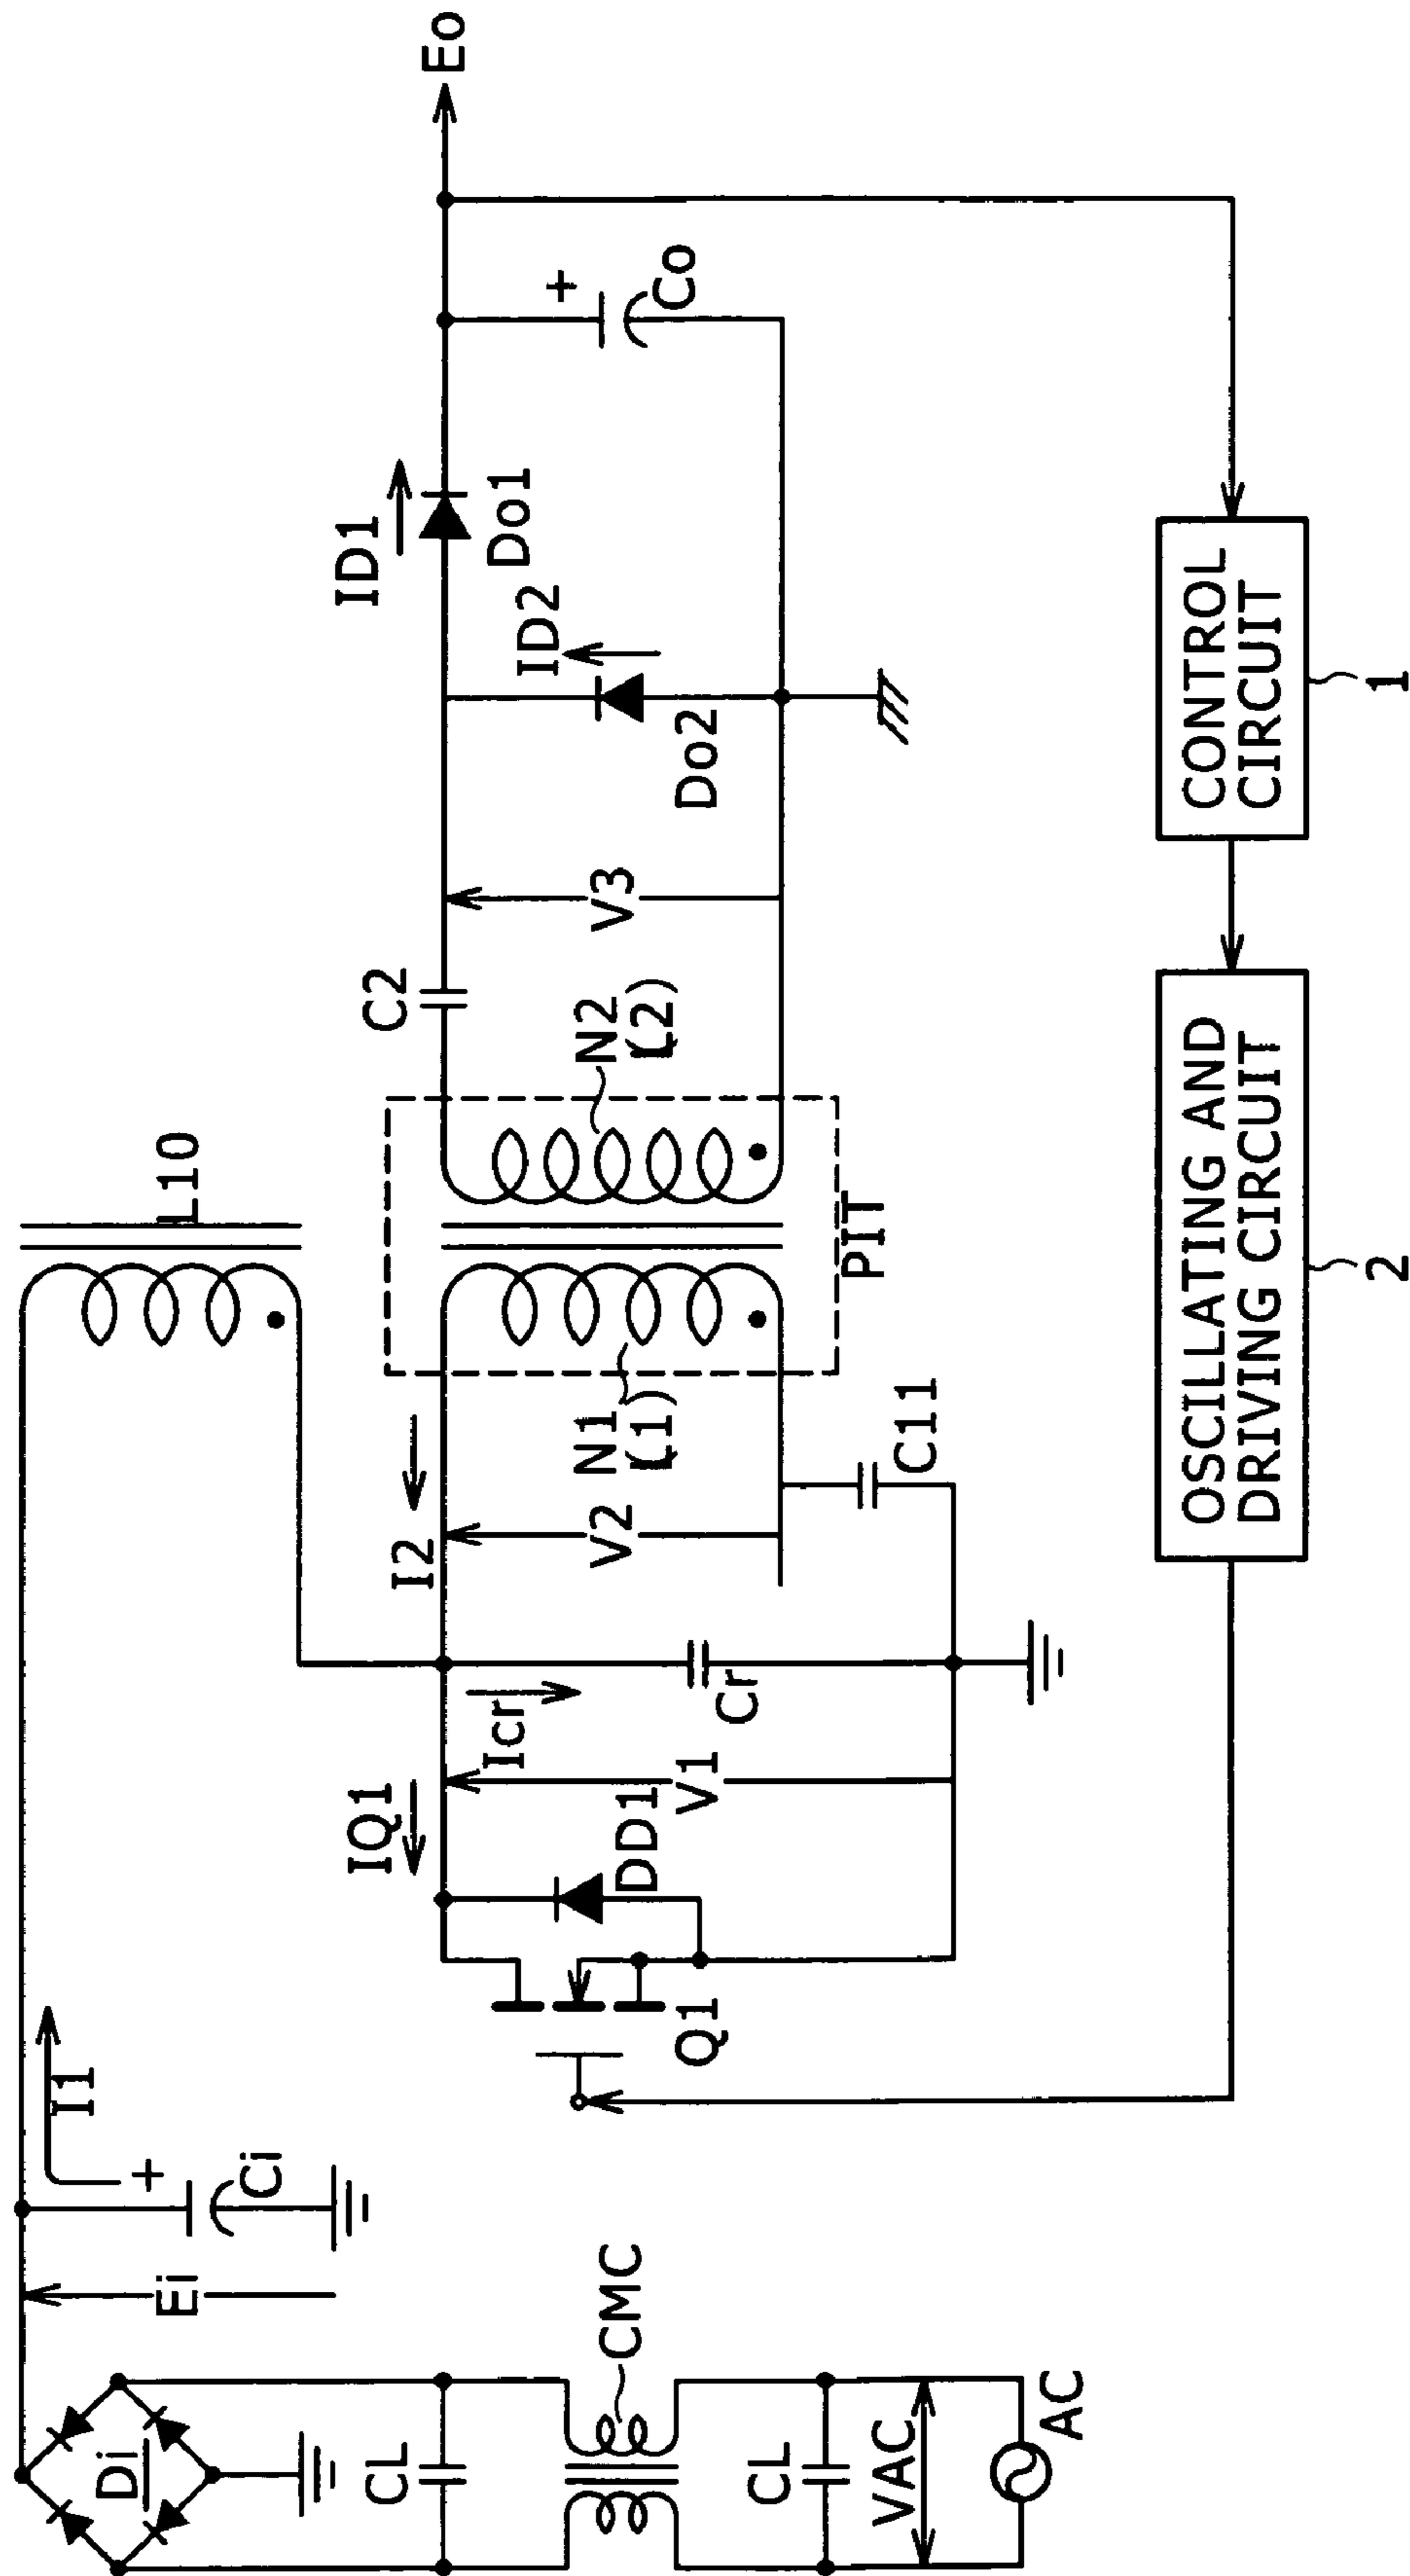 Eo
ID1
Do1
+
Co
ID2
Do2
V3
C2
N2
(L2)
L10
PIT
N1
(L1)
I2
V2
C11
Icr
Cr
IQ1
V1
DD1
Q1
I1
+
Ci
Ei
Di
CL
CMC
CL
VAC
AC
CONTROL
CIRCUIT
1
OSCILLATING AND
DRIVING CIRCUIT
2